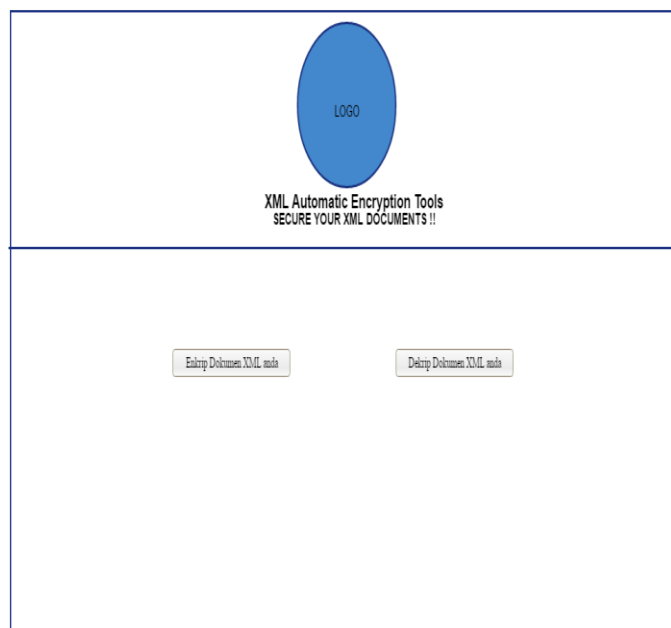 LOGO
XML Automatic Encryption Tools
SECURE YOUR XML DOCUMENTS !!
Enkrip Dokumen XML anda
Dekrip Dokumen XML anda